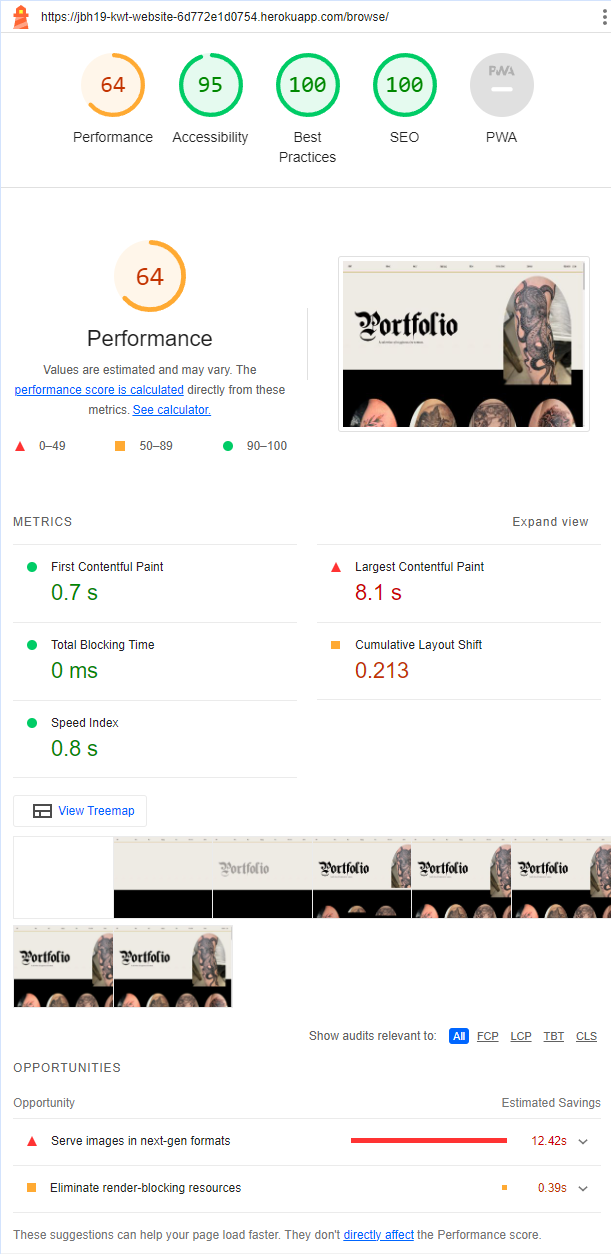 https://jbh19-kwt-website-6d772e1d0754.herokuapp.com/browse/
64
Performance
95
Accessibility
100
Best
Practices
100
SEO
PWA
PWA
64
Performance
Values are estimated and may vary. The
performance score is calculated directly from these
metrics. See calculator.
0–49
50–89
90–100
Portfolio
METRICS
Expand view
First Contentful Paint
0.7 s
Largest Contentful Paint
8.1 s
Total Blocking Time
0 ms
Cumulative Layout Shift
0.213
Speed Index
0.8 s
View Treemap
Portfolio
Portfolio
Portfolio
Portfolio
Portfolio
Portfolio
Show audits relevant to: All FCP LCP TBT CLS
OPPORTUNITIES
Opportunity
Estimated Savings
Serve images in next-gen formats
12.42s
Eliminate render-blocking resources
0.39s
These suggestions can help your page load faster. They don't directly affect the Performance score.